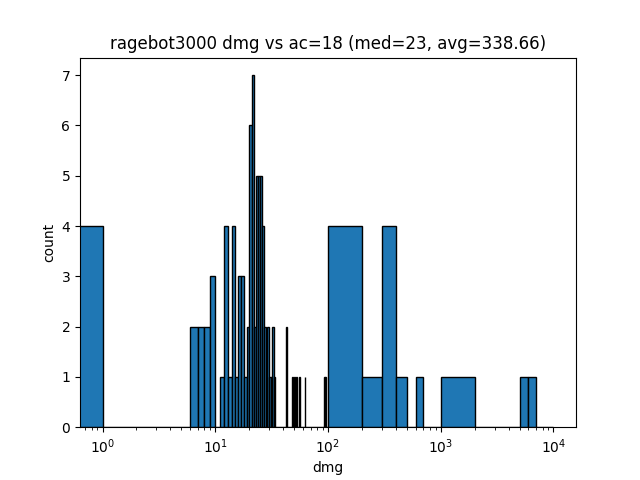 ragebot3000 dmg vs ac=18 (med=23, avg=338.66)
7
6
5
4
3
2
1
0
count
10⁰ 10¹ 10² 10³ 10⁴
dmg